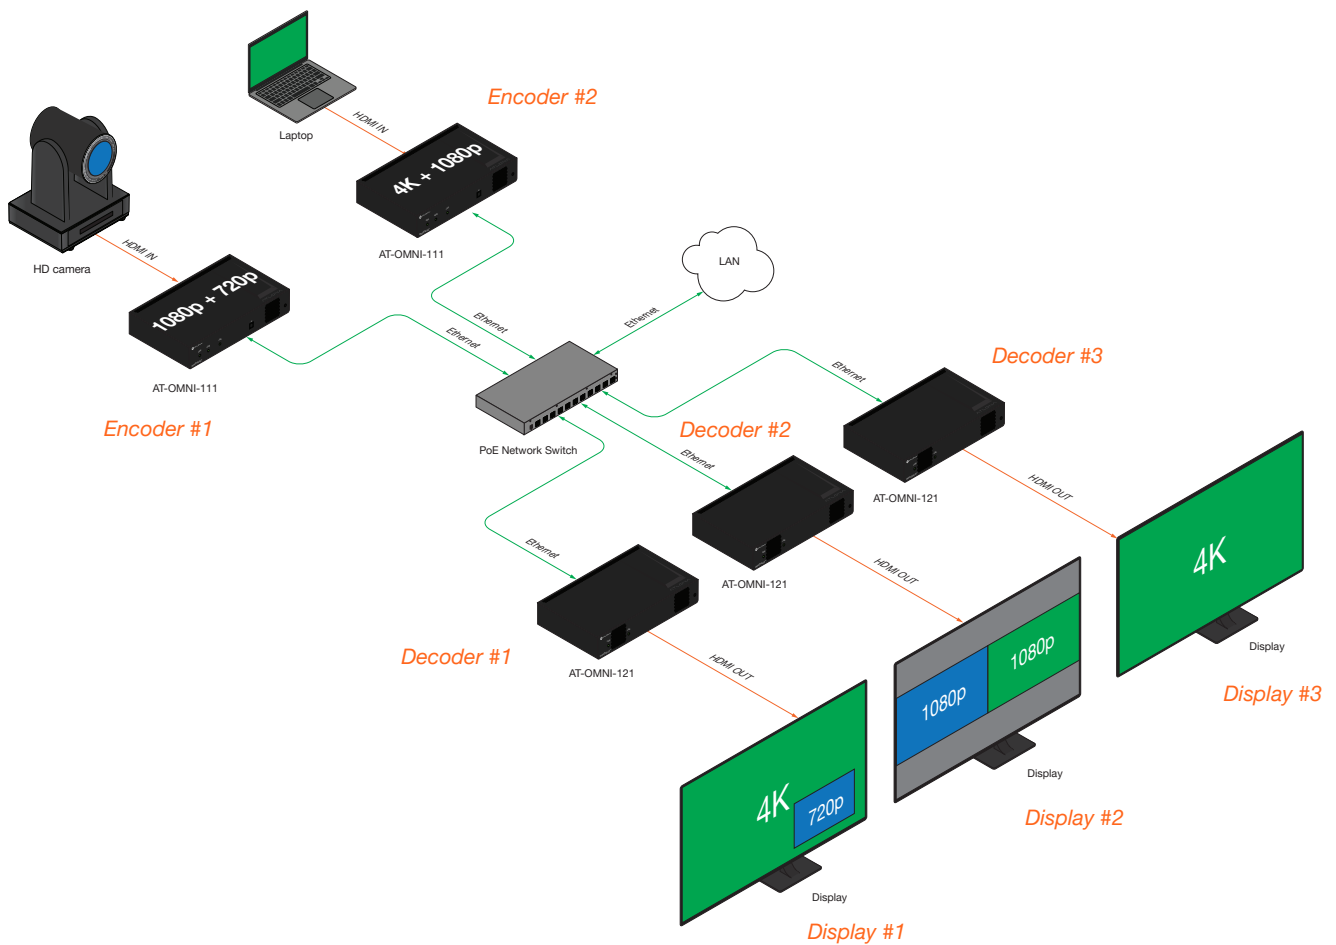 Encoder #2
HDMI IN
Laptop
4K + 1080p
AT-OMNI-111
HDMI IN
HD camera
1080p + 720p
AT-OMNI-111
Encoder #1
LAN
Ethernet
Ethernet
Ethernet
PoE Network Switch
Decoder #3
Ethernet
AT-OMNI-121
HDMI OUT
Decoder #2
Ethernet
AT-OMNI-121
HDMI OUT
Ethernet
Decoder #1
AT-OMNI-121
HDMI OUT
4K
Display
Display #3
1080p
1080p
Display
Display #2
4K
720p
Display
Display #1